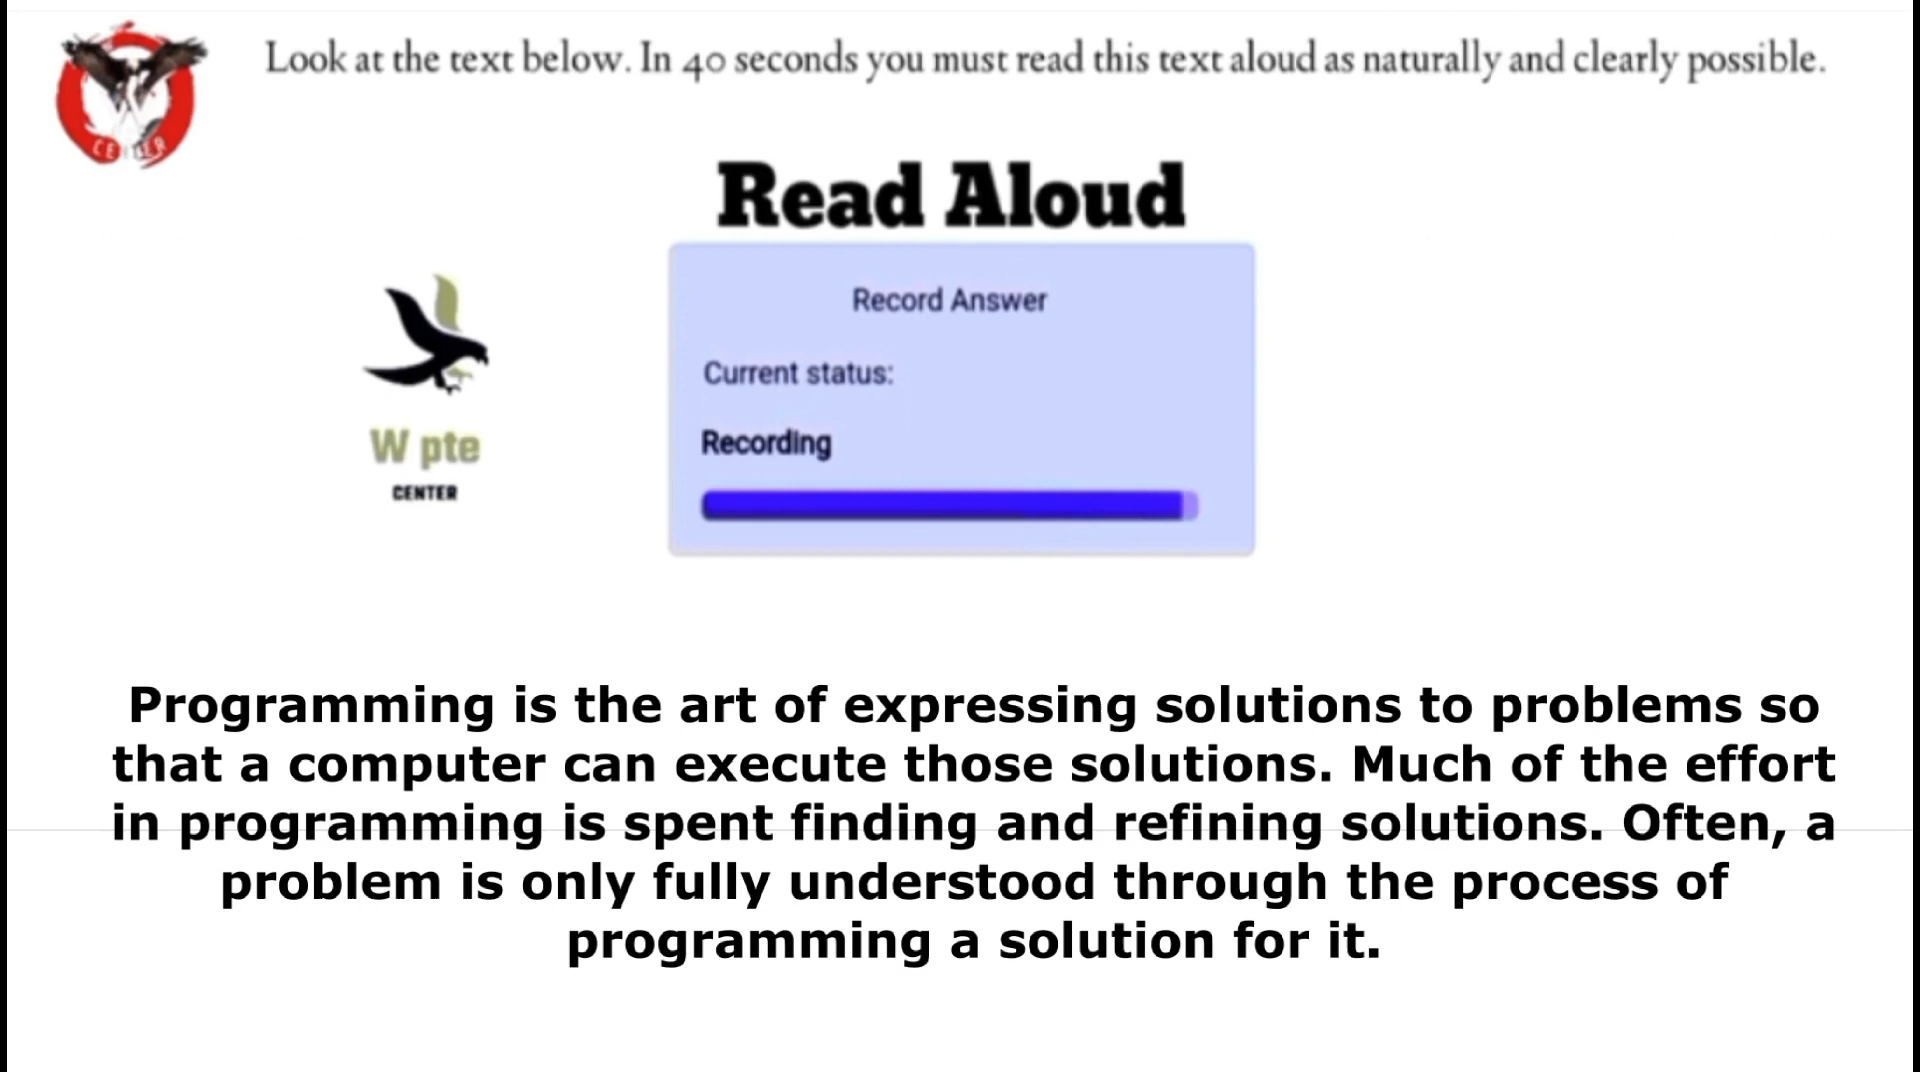 Look at the text below. In 40 seconds you must read this text aloud as naturally and clearly possible.
CENTER
Read Aloud
Record Answer
Current status:
Recording
W pte
CENTER
Programming is the art of expressing solutions to problems so
that a computer can execute those solutions. Much of the effort
in programming is spent finding and refining solutions. Often, a
problem is only fully understood through the process of
programming a solution for it.